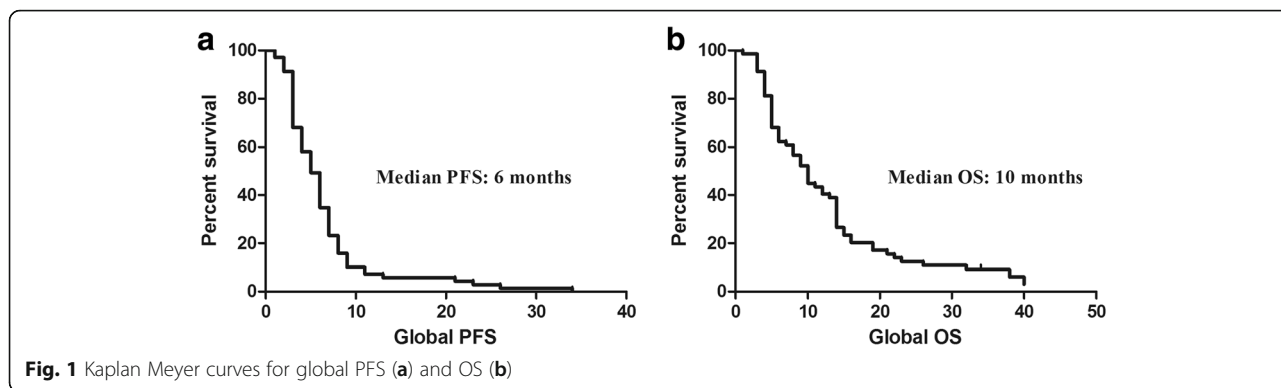 a
100
80
60
40
20
0
Percent survival
Median PFS: 6 months
0 10 20 30 40
Global PFS
b
100
80
60
40
20
0
Percent survival
Median OS: 10 months
0 10 20 30 40 50
Global OS
Fig. 1 Kaplan Meyer curves for global PFS (a) and OS (b)